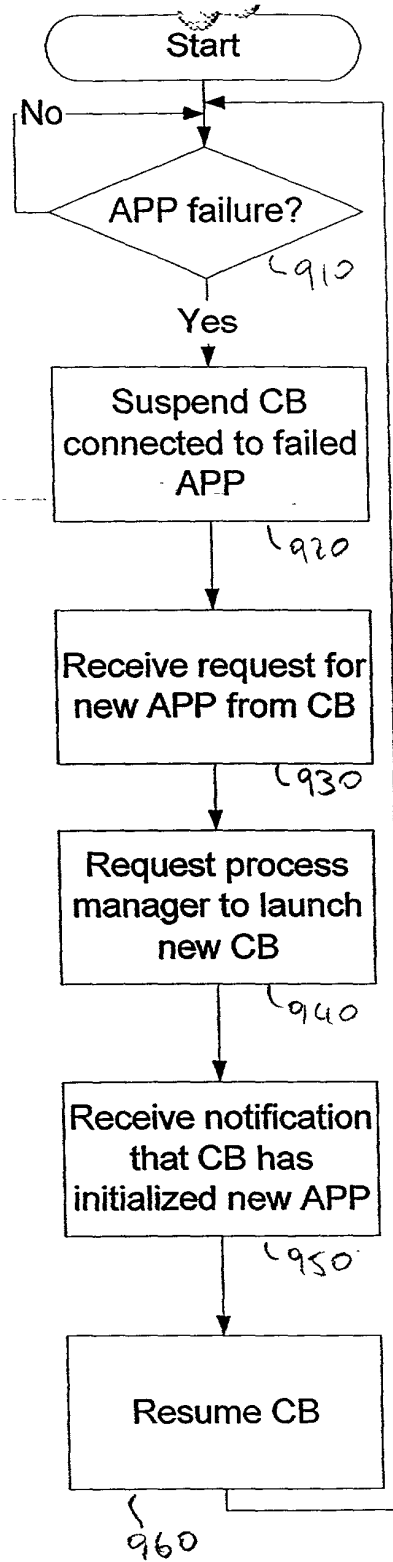 Start
No
APP failure?
910
Yes
Suspend CB
connected to failed
APP
920
Receive request for
new APP from CB
930
Request process
manager to launch
new CB
940
Receive notification
that CB has
initialized new APP
950
Resume CB
960